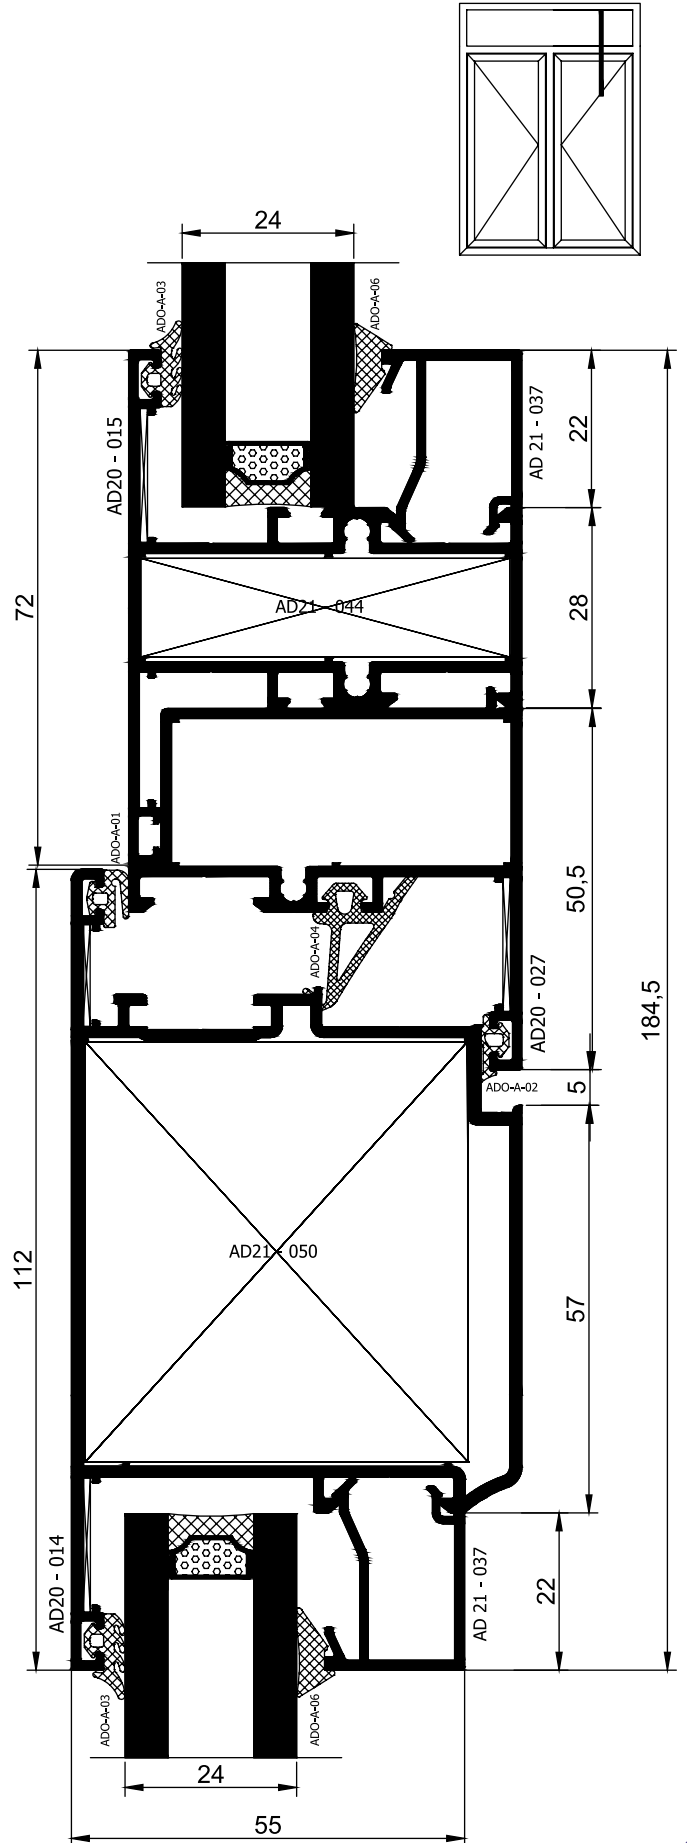 24
ADO-A-03
ADO-A-06
AD20 - 015
AD 21 - 037
22
72
AD21 - 044
28
ADO-A-01
50,5
ADO-A-04
AD20 - 027
184,5
ADO-A-02
5
112
AD21 - 050
57
AD20 - 014
AD 21 - 037
22
ADO-A-03
ADO-A-06
24
55